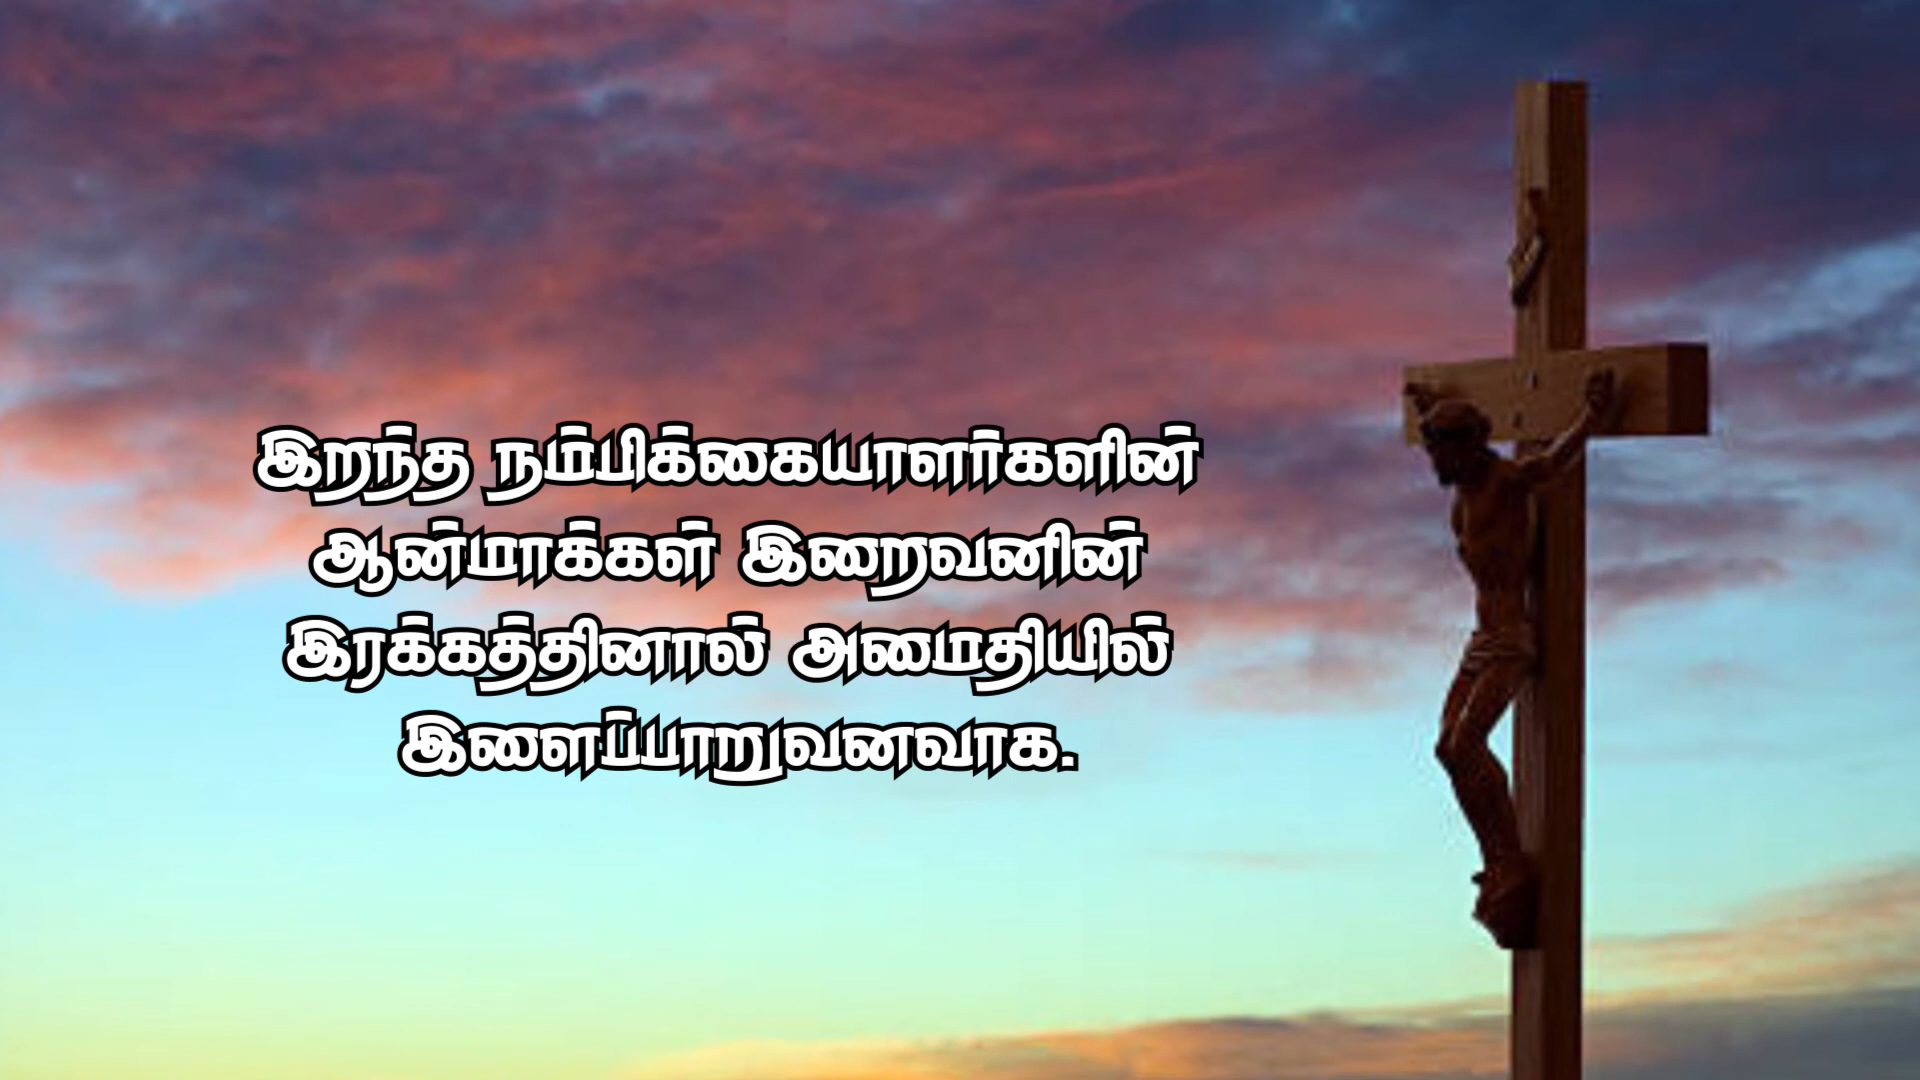 இறந்த நம்பிக்கையாளர்களின்
ஆன்மாக்கள் இறைவனின்
இரக்கத்தினால் அமைதியில்
இளைப்பாறுவனவாக.